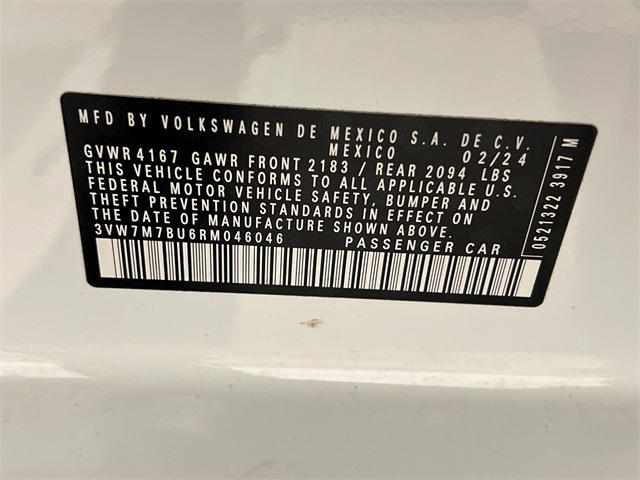 MFD BY VOLKSWAGEN DE MEXICO S.A. DE C.V.
MEXICO 02/24
GVWR 4167 GAWR FRONT 2183 / REAR 2094 LBS
THIS VEHICLE CONFORMS TO ALL APPLICABLE U.S.
FEDERAL MOTOR VEHICLE SAFETY, BUMPER AND
THEFT PREVENTION STANDARDS IN EFFECT ON
THE DATE OF MANUFACTURE SHOWN ABOVE.
3VW7M7BU6RM046046 PASSENGER CAR
0521322 3917 M